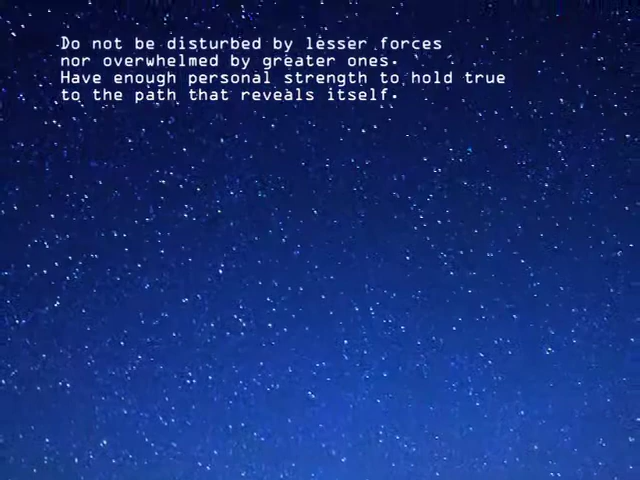 Do not be disturbed by lesser forces
nor overwhelmed by greater ones.
Have enough personal strength to hold true
to the path that reveals itself.